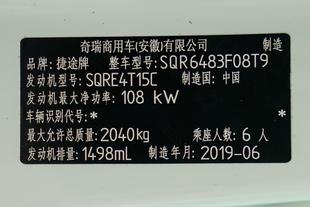 奇瑞商用车(安徽)有限公司 制造
品牌:捷途牌 整车型号:SQR6483F08T9
发动机型号:SQRE4T15C 制造国:中国
发动机最大净功率:108 kW
车辆识别代号:* *
最大允许总质量:2040kg 乘座人数:6人
发动机排量:1498mL 制造年月:2019-06